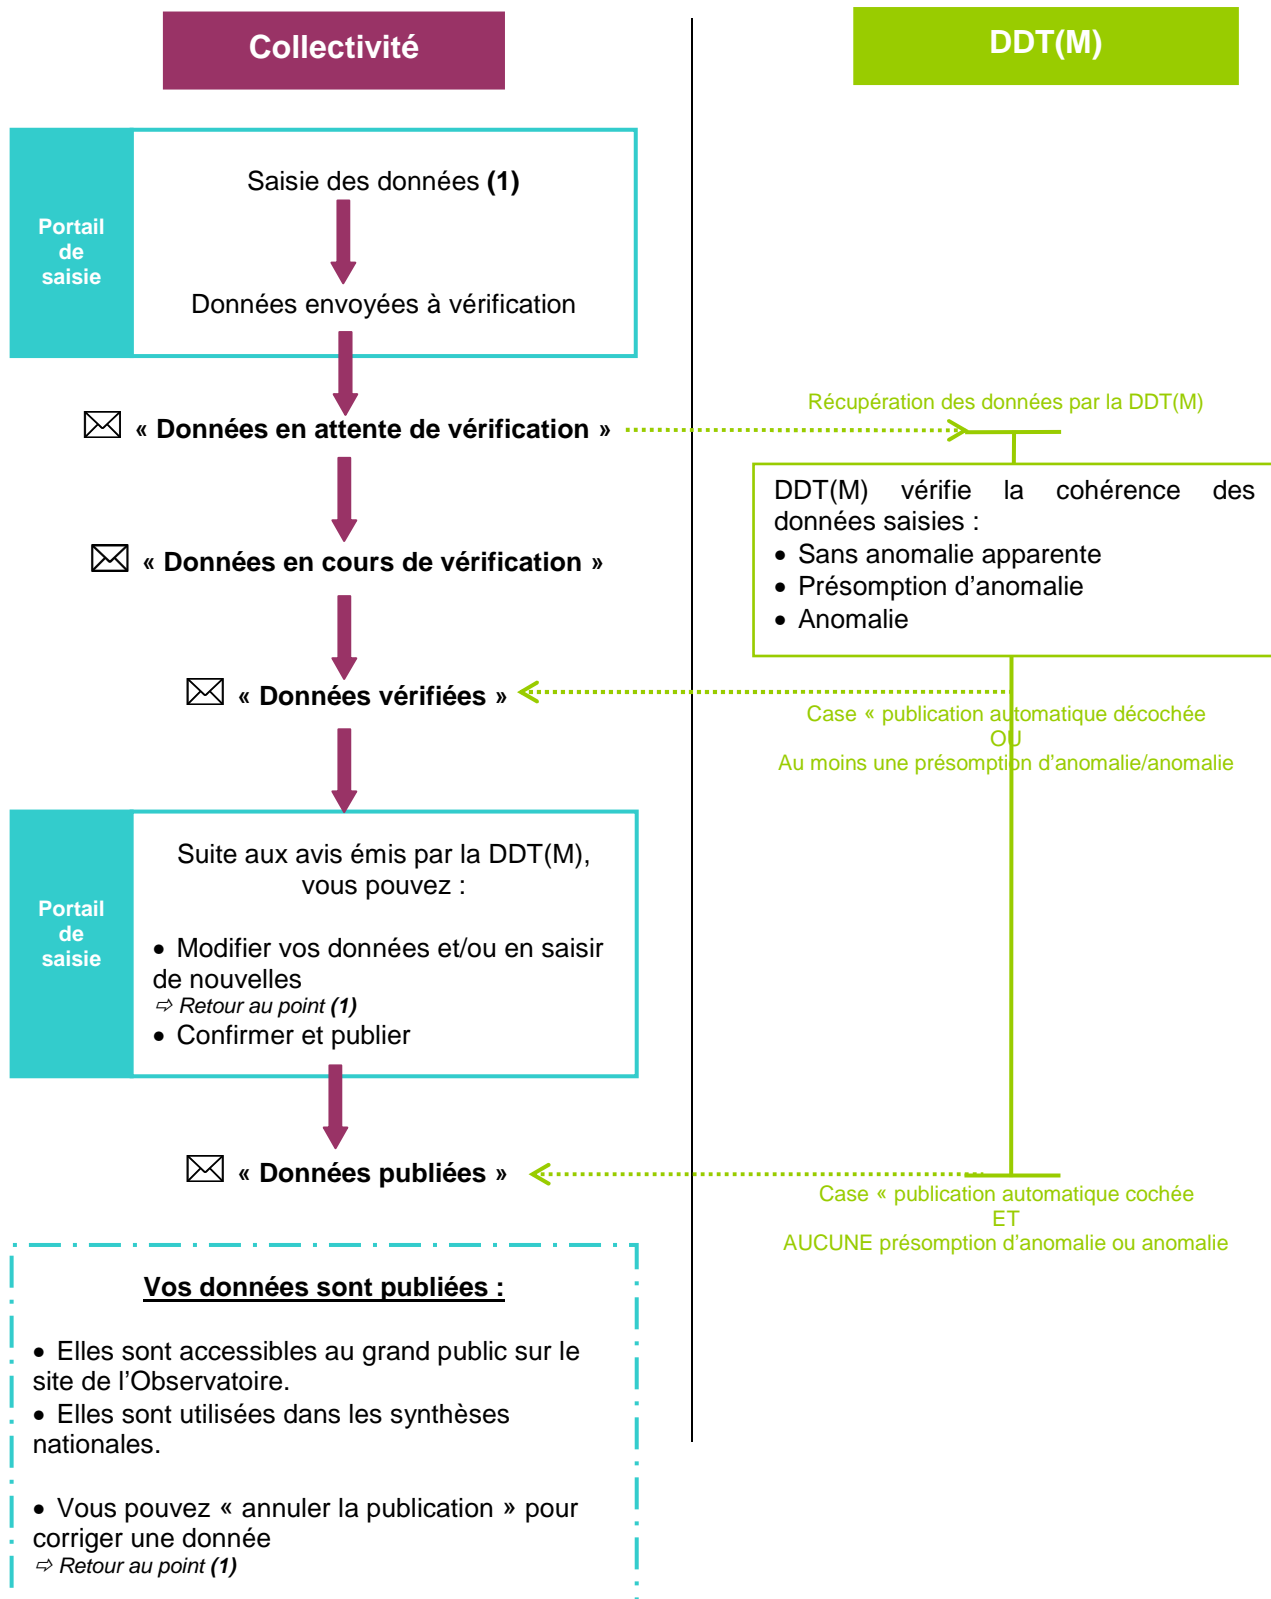 Collectivité
DDT(M)
Portail
de
saisie
Saisie des données (1)
Données envoyées à vérification
« Données en attente de vérification »
Récupération des données par la DDT(M)
DDT(M) vérifie la cohérence des
données saisies :
• Sans anomalie apparente
• Présomption d’anomalie
• Anomalie
« Données en cours de vérification »
« Données vérifiées »
Case « publication automatique décochée
OU
Au moins une présomption d’anomalie/anomalie
Portail
de
saisie
Suite aux avis émis par la DDT(M),
vous pouvez :
• Modifier vos données et/ou en saisir
de nouvelles
⇨ Retour au point (1)
• Confirmer et publier
« Données publiées »
Case « publication automatique cochée
ET
AUCUNE présomption d’anomalie ou anomalie
Vos données sont publiées :
• Elles sont accessibles au grand public sur le
site de l’Observatoire.
• Elles sont utilisées dans les synthèses
nationales.
• Vous pouvez « annuler la publication » pour
corriger une donnée
⇨ Retour au point (1)